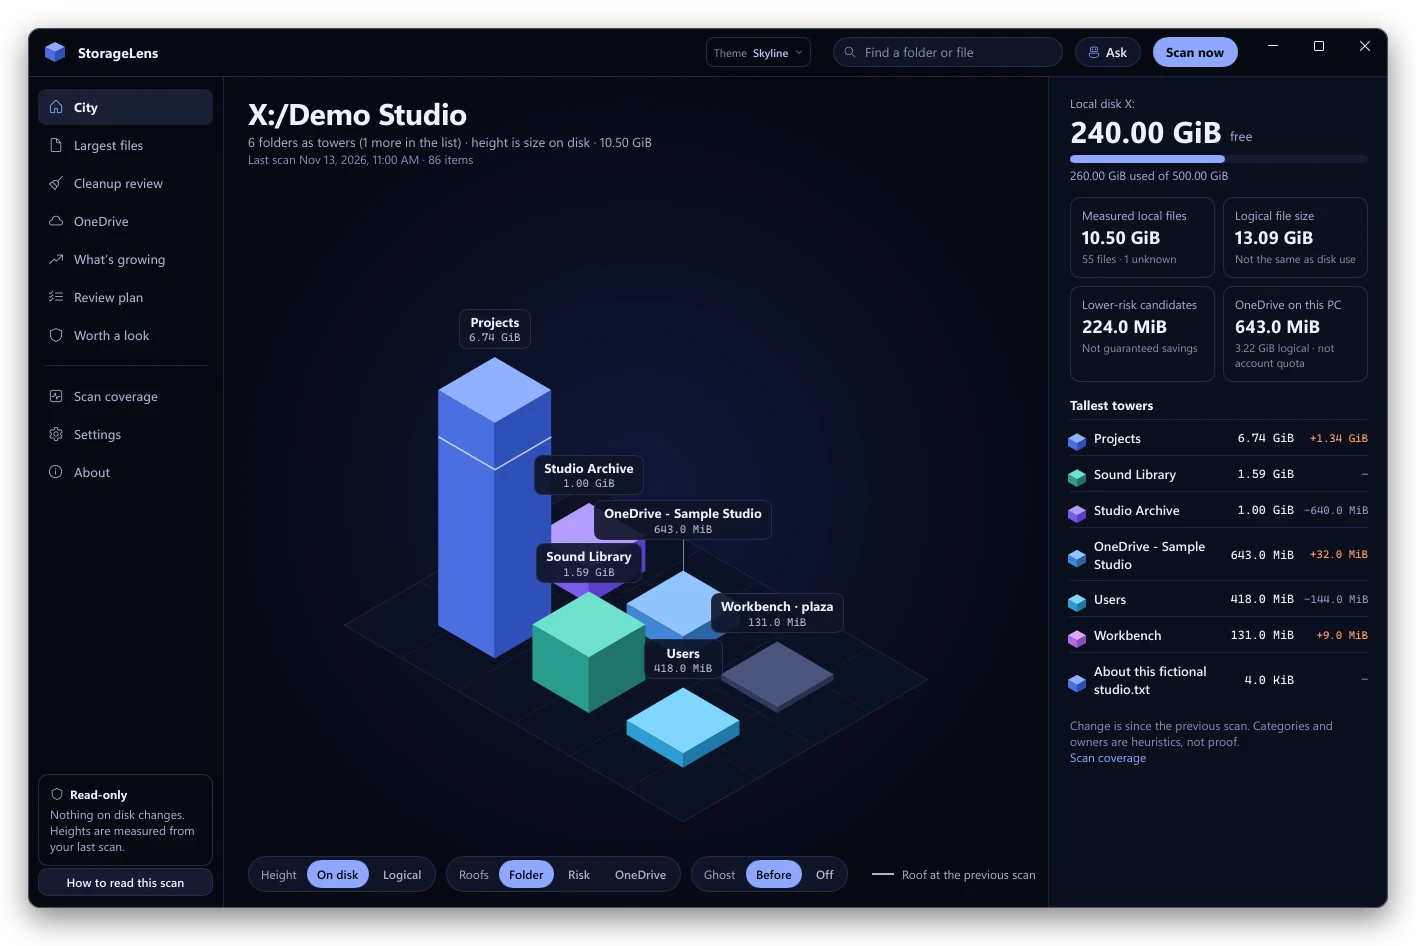 StorageLens
Theme Skyline
Find a folder or file
Ask
Scan now
City
Largest files
Cleanup review
OneDrive
What's growing
Review plan
Worth a look
Scan coverage
Settings
About
Read-only
Nothing on disk changes.
Heights are measured from
your last scan.
How to read this scan
X:/Demo Studio
6 folders as towers (1 more in the list) · height is size on disk · 10.50 GiB
Last scan Nov 13, 2026, 11:00 AM · 86 items
Projects
6.74 GiB
Studio Archive
1.00 GiB
OneDrive - Sample Studio
643.0 MiB
Sound Library
1.59 GiB
Workbench · plaza
131.0 MiB
Users
418.0 MiB
Height On disk Logical
Roofs Folder Risk OneDrive
Ghost Before Off
Roof at the previous scan
Local disk X:
240.00 GiB free
260.00 GiB used of 500.00 GiB
Measured local files
10.50 GiB
55 files · 1 unknown
Logical file size
13.09 GiB
Not the same as disk use
Lower-risk candidates
224.0 MiB
Not guaranteed savings
OneDrive on this PC
643.0 MiB
3.22 GiB logical · not
account quota
Tallest towers
Projects 6.74 GiB +1.34 GiB
Sound Library 1.59 GiB –
Studio Archive 1.00 GiB −640.0 MiB
OneDrive - Sample
Studio 643.0 MiB +32.0 MiB
Users 418.0 MiB −144.0 MiB
Workbench 131.0 MiB +9.0 MiB
About this fictional
studio.txt 4.0 KiB –
Change is since the previous scan. Categories and
owners are heuristics, not proof.
Scan coverage